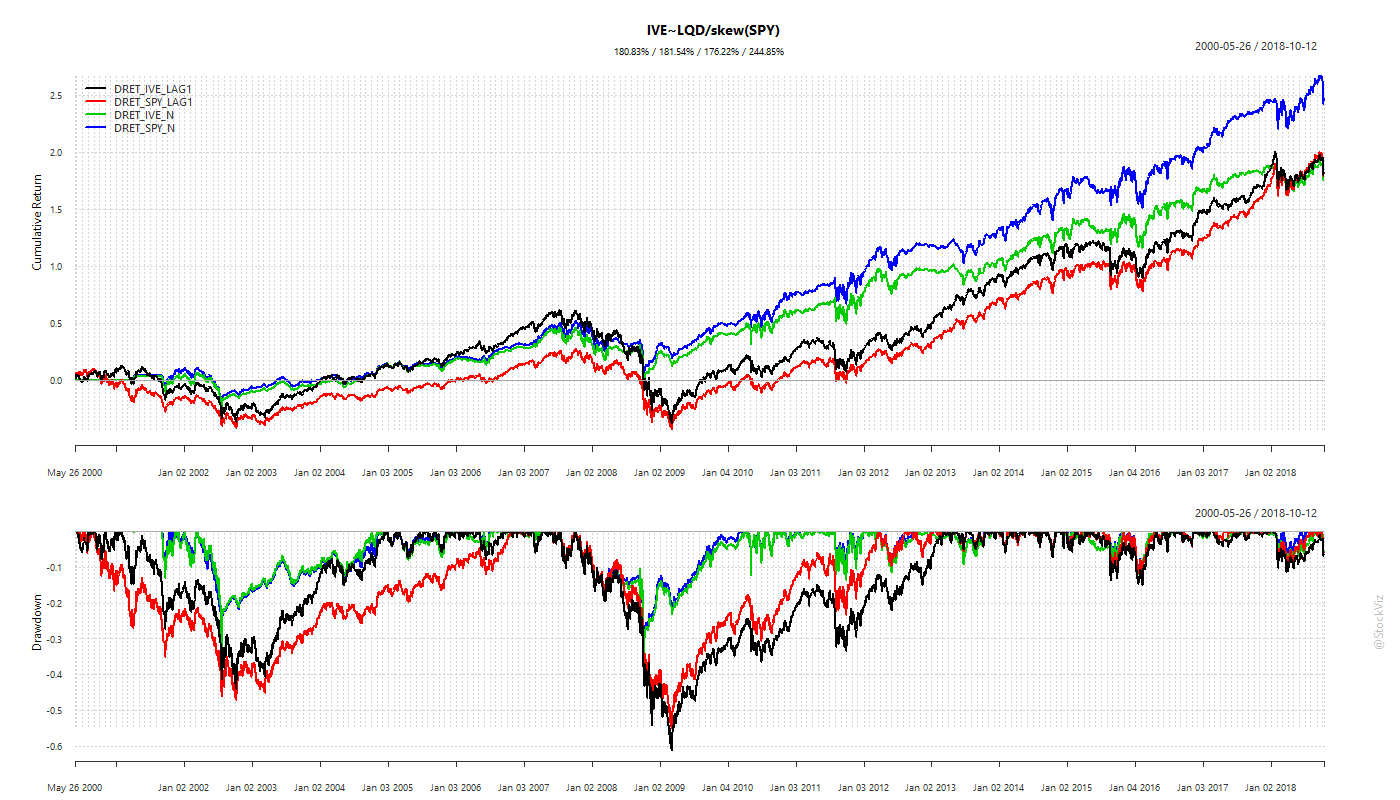 IVE~LQD/skew(SPY)
180.83% / 181.54% / 176.22% / 244.85%
2000-05-26 / 2018-10-12
DRET_IVE_LAG1
DRET_SPY_LAG1
DRET_IVE_N
DRET_SPY_N
Cumulative Return
2.5
2.0
1.5
1.0
0.5
0.0
May 26 2000 Jan 02 2002 Jan 02 2003 Jan 02 2004 Jan 03 2005 Jan 03 2006 Jan 03 2007 Jan 02 2008 Jan 02 2009 Jan 04 2010 Jan 03 2011 Jan 03 2012 Jan 02 2013 Jan 02 2014 Jan 02 2015 Jan 04 2016 Jan 03 2017 Jan 02 2018
2000-05-26 / 2018-10-12
Drawdown
-0.1
-0.2
-0.3
-0.4
-0.5
-0.6
May 26 2000 Jan 02 2002 Jan 02 2003 Jan 02 2004 Jan 03 2005 Jan 03 2006 Jan 03 2007 Jan 02 2008 Jan 02 2009 Jan 04 2010 Jan 03 2011 Jan 03 2012 Jan 02 2013 Jan 02 2014 Jan 02 2015 Jan 04 2016 Jan 03 2017 Jan 02 2018
@StockViz